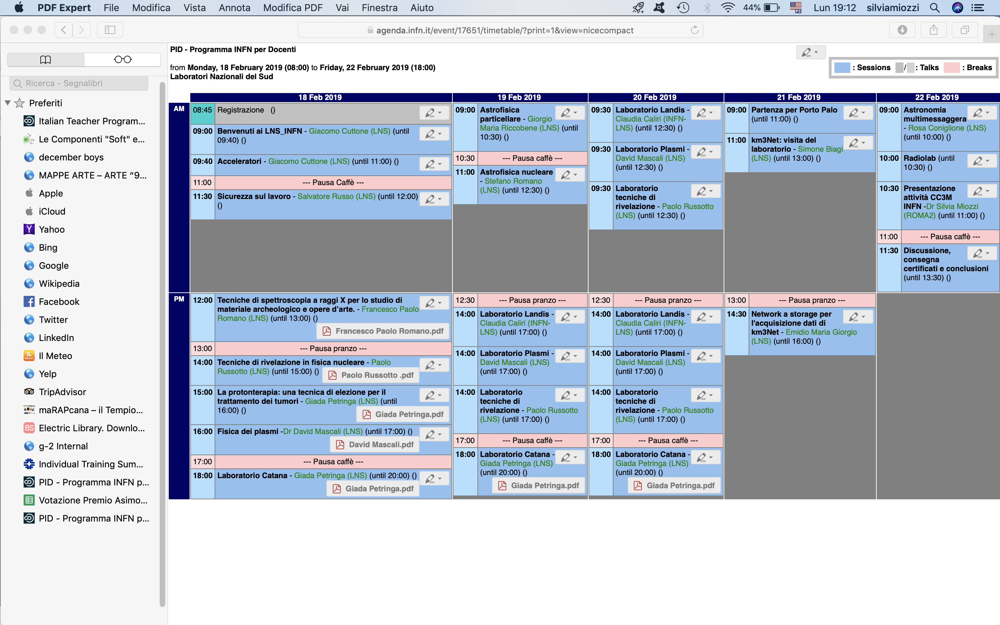 PDF Expert File Modifica Vista Annota Modifica PDF Vai Finestra Aiuto 44% PC Lun 19:12 silviamiozzi
agenda.infn.it/event/17651/timetable/?print=1&view=nicecompact
Ricerca - Segnalibri
Preferiti
Italian Teacher Program...
Le Componenti "Soft" e...
december boys
MAPPE ARTE – ARTE “9...
Apple
iCloud
Yahoo
Bing
Google
Wikipedia
Facebook
Twitter
LinkedIn
Il Meteo
Yelp
TripAdvisor
maRAPcana – il Tempio...
BS Electric Library. Downlo...
g-2 Internal
Individual Training Sum...
PID - Programma INFN p...
Votazione Premio Asimo...
PID - Programma INFN p...
PID - Programma INFN per Docenti
from Monday, 18 February 2019 (08:00) to Friday, 22 February 2019 (18:00)
Laboratori Nazionali del Sud
: Sessions / : Talks : Breaks
18 Feb 2019
AM
08:45 Registrazione ()
09:00 Benvenuti ai LNS_INFN - Giacomo Cuttone (LNS) (until
09:40) ()
09:40 Acceleratori - Giacomo Cuttone (LNS) (until 11:00) ()
11:00 --- Pausa Caffè ---
11:30 Sicurezza sul lavoro - Salvatore Russo (LNS) (until 12:00)
()
PM
12:00 Tecniche di spettroscopia a raggi X per lo studio di
materiale archeologico e opere d’arte. - Francesco Paolo
Romano (LNS) (until 13:00) ()
Francesco Paolo Romano.pdf
13:00 --- Pausa pranzo ---
14:00 Tecniche di rivelazione in fisica nucleare - Paolo
Russotto (LNS) (until 15:00) () Paolo Russotto .pdf
15:00 La protonterapia: una tecnica di elezione per il
trattamento dei tumori - Giada Petringa (LNS) (until
16:00) () Giada Petringa.pdf
16:00 Fisica dei plasmi -Dr David Mascali (LNS) (until 17:00) ()
David Mascali.pdf
17:00 --- Pausa caffè ---
18:00 Laboratorio Catana - Giada Petringa (LNS) (until 20:00) ()
Giada Petringa.pdf
19 Feb 2019
09:00 Astrofisica
particellare - Giorgio
Maria Riccobene (LNS) (until
10:30) ()
10:30 --- Pausa caffè ---
11:00 Astrofisica nucleare
- Stefano Romano
(LNS) (until 12:30) ()
12:30 --- Pausa pranzo ---
14:00 Laboratorio Landis -
Claudia Caliri (INFN-
LNS) (until 17:00) ()
14:00 Laboratorio Plasmi -
David Mascali (LNS)
(until 17:00) ()
14:00 Laboratorio
tecniche di
rivelazione - Paolo Russotto
(LNS) (until 17:00) ()
17:00 --- Pausa caffè ---
18:00 Laboratorio Catana -
Giada Petringa (LNS)
(until 20:00) ()
Giada Petringa.pdf
20 Feb 2019
09:30 Laboratorio Landis -
Claudia Caliri (INFN-
LNS) (until 12:30) ()
09:30 Laboratorio Plasmi -
David Mascali (LNS)
(until 12:30) ()
09:30 Laboratorio
tecniche di
rivelazione - Paolo Russotto
(LNS) (until 12:30) ()
12:30 --- Pausa pranzo ---
14:00 Laboratorio Landis -
Claudia Caliri (INFN-
LNS) (until 17:00) ()
14:00 Laboratorio Plasmi -
David Mascali (LNS)
(until 17:00) ()
14:00 Laboratorio
tecniche di
rivelazione - Paolo Russotto
(LNS) (until 17:00) ()
17:00 --- Pausa caffè ---
18:00 Laboratorio Catana -
Giada Petringa (LNS)
(until 20:00) ()
Giada Petringa.pdf
21 Feb 2019
09:00 Partenza per Porto Palo
(until 11:00) ()
11:00 km3Net: visita del
laboratorio - Simone Biagi
(LNS) (until 13:00) ()
13:00 --- Pausa pranzo ---
14:30 Network a storage per
l'acquisizione dati di
km3Net - Emidio Maria Giorgio
(LNS) (until 16:00) ()
22 Feb 2019
09:00 Astronomia
multimessaggera
- Rosa Coniglione (LNS)
(until 10:00) ()
10:00 Radiolab (until
10:30) ()
10:30 Presentazione
attività CC3M
INFN -Dr Silvia Miozzi
(ROMA2) (until 11:00) ()
11:00 --- Pausa caffè ---
11:30 Discussione,
consegna
certificati e conclusioni
(until 13:30) ()